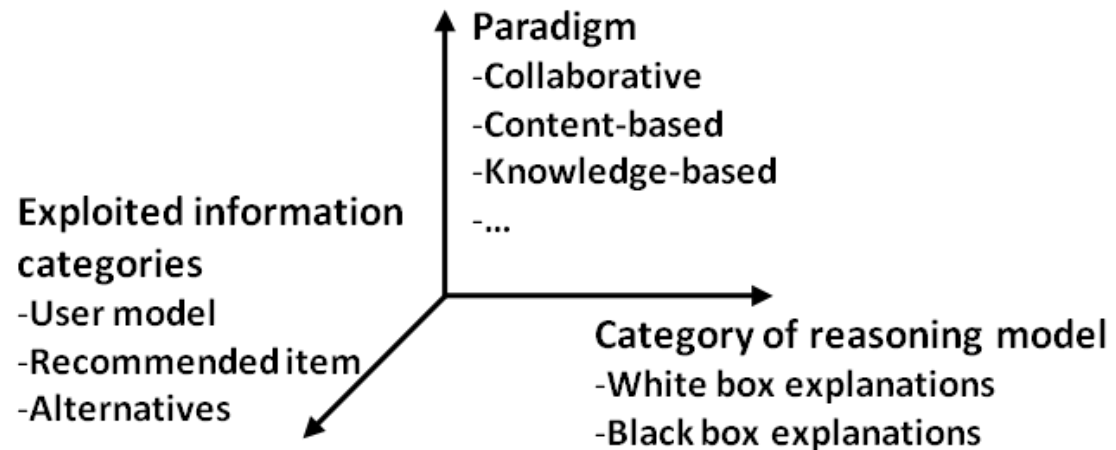 Paradigm
-Collaborative
-Content-based
-Knowledge-based
-...
Exploited information
categories
-User model
-Recommended item
-Alternatives
Category of reasoning model
-White box explanations
-Black box explanations